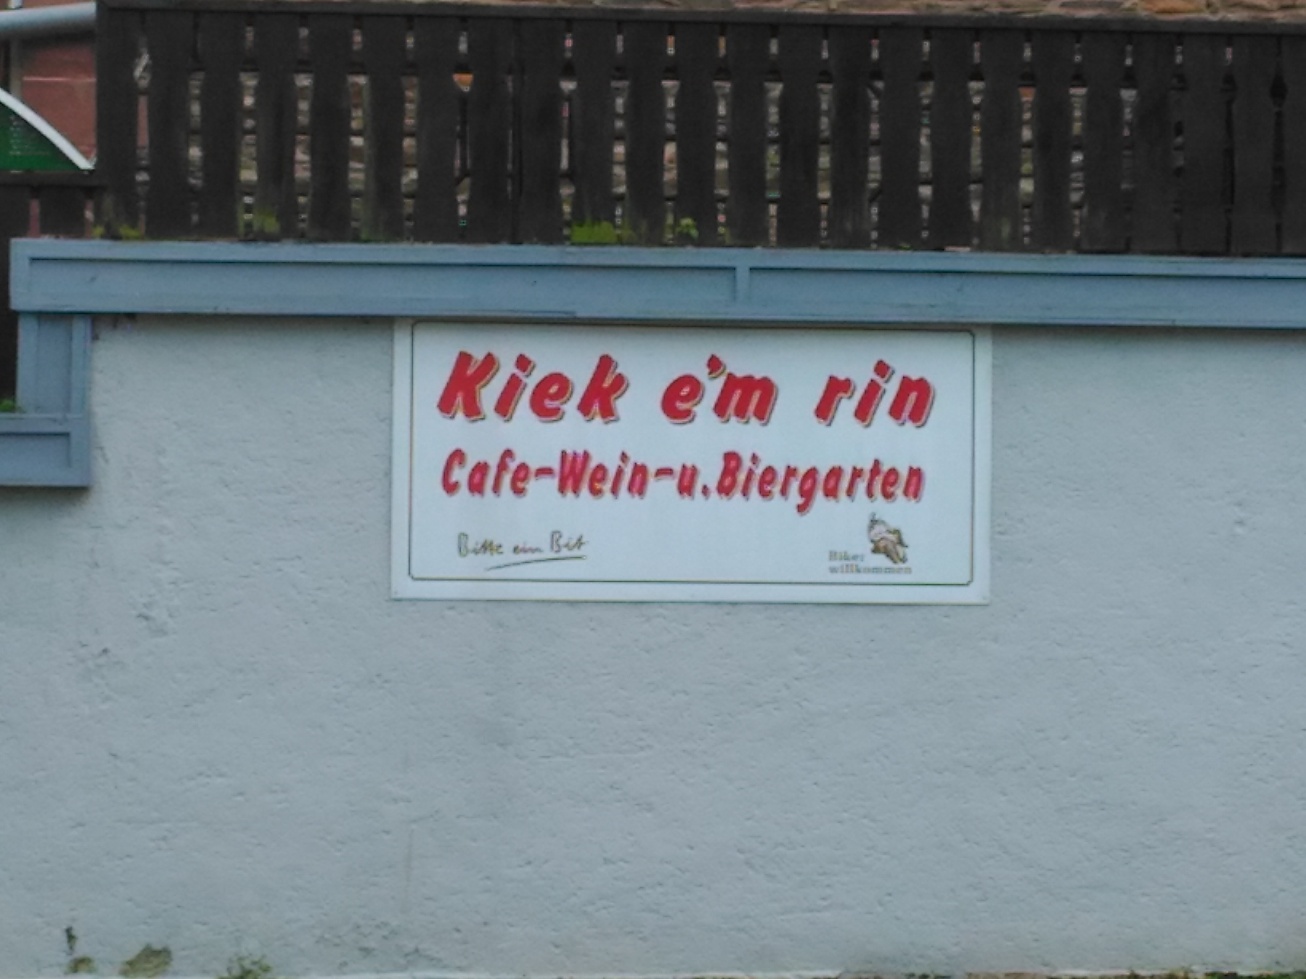 Kiek e'm rin
Cafe-Wein-u.Biergarten
Bitte ein Bit
Biker
willkommen